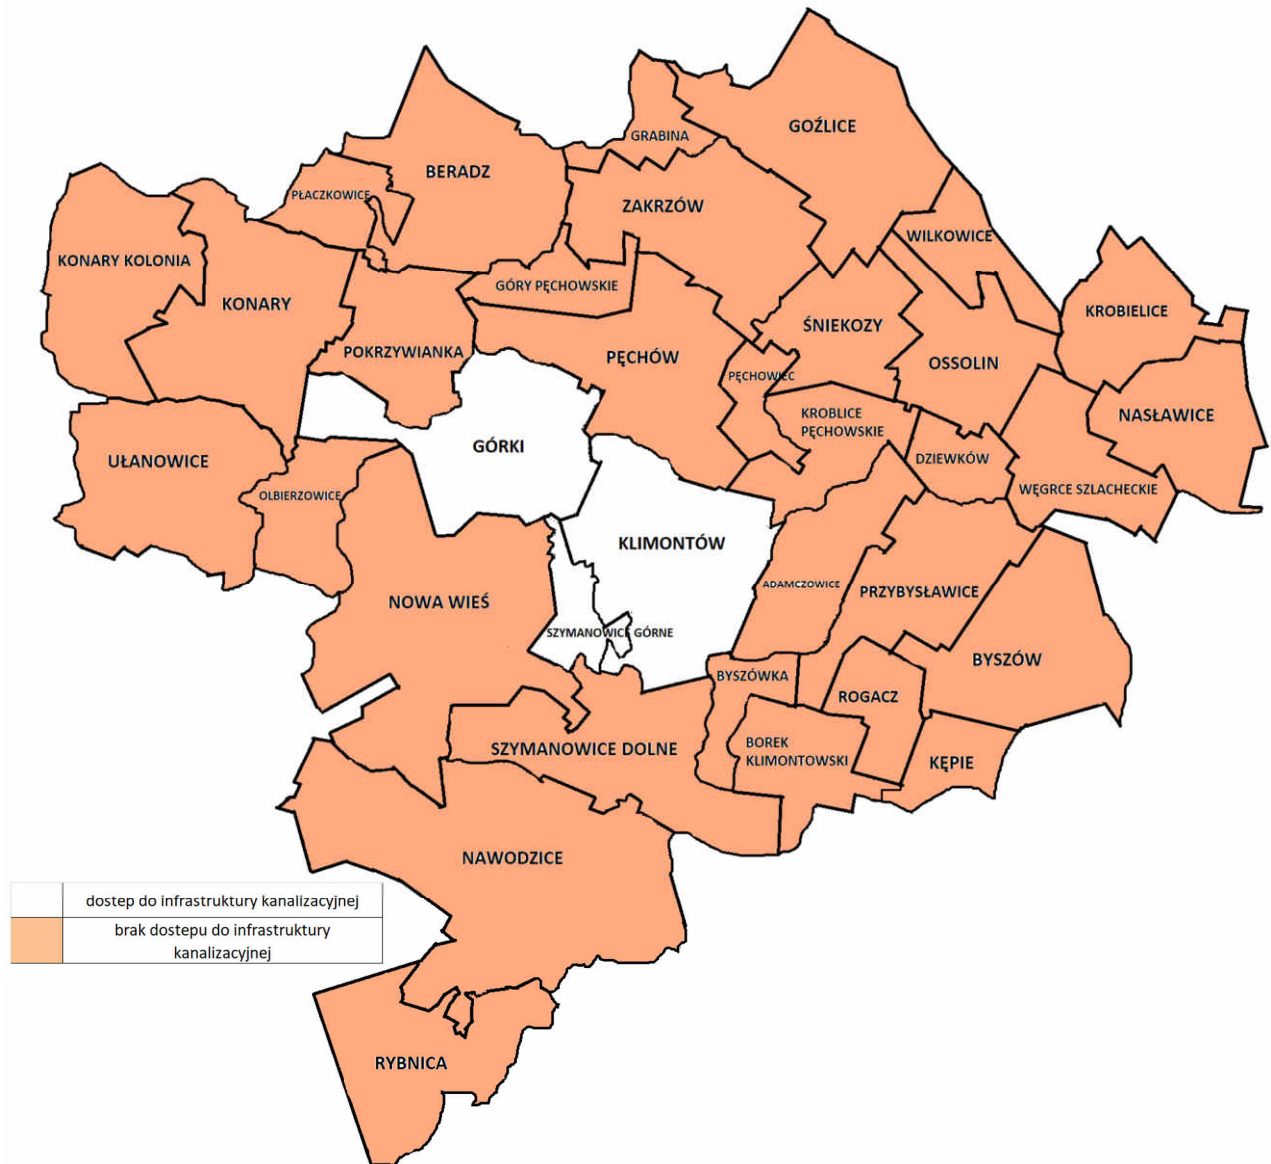 GOŹLICE
GRABINA
BERADZ
PŁACZKOWICE
ZAKRZÓW
WILKOWICE
KONARY KOLONIA
GÓRY PĘCHOWSKIE
KONARY
KROBIELICE
ŚNIEKOZY
POKRZYWIANKA
PĘCHÓW
OSSOLIN
PĘCHOWIEC
KROBLICE
PĘCHOWSKIE
NASŁAWICE
GÓRKI
UŁANOWICE
DZIEWKÓW
OLBIERZOWICE
WĘGRCE SZLACHECKIE
KLIMONTÓW
ADAMCZOWICE
PRZYBYSŁAWICE
NOWA WIEŚ
SZYMANOWICE GÓRNE
BYSZÓW
BYSZÓWKA
ROGACZ
SZYMANOWICE DOLNE
BOREK
KLIMONTOWSKI
KĘPIE
NAWODZICE
dostep do infrastruktury kanalizacyjnej
brak dostepu do infrastruktury
kanalizacyjnej
RYBNICA